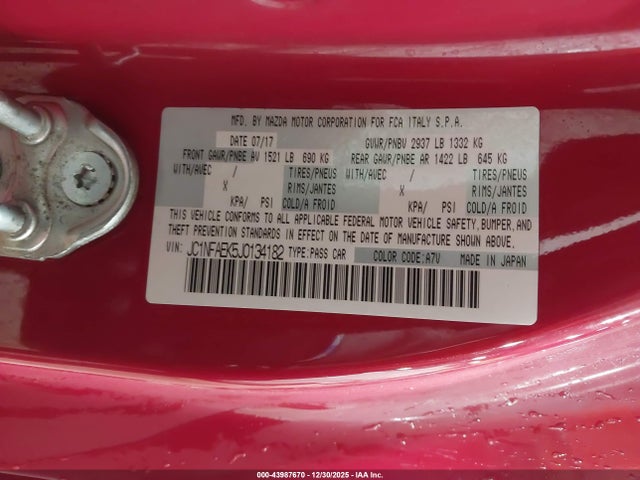 MFD. BY MAZDA MOTOR CORPORATION FOR FCA ITALY S.P.A.
DATE 07/17 GVWR/PNBV 2937 LB 1332 KG
FRONT GAWR/PNBE AV 1521 LB 690 KG REAR GAWR/PNBE AR 1422 LB 645 KG
WITH/AVEC / TIRES/PNEUS WITH/AVEC / TIRES/PNEUS
X RIMS/JANTES X RIMS/JANTES
KPA/ PSI COLD/A FROID KPA/ PSI COLD/A FROID
THIS VEHICLE CONFORMS TO ALL APPLICABLE FEDERAL MOTOR VEHICLE SAFETY, BUMPER, AND
THEFT PREVENTION STANDARDS IN EFFECT ON THE DATE OF MANUFACTURE SHOWN ABOVE.
VIN: JC1NFAEK5J0134182 TYPE: PASS CAR COLOR CODE: A7V MADE IN JAPAN
000-43987670 - 12/30/2025 - IAA Inc.